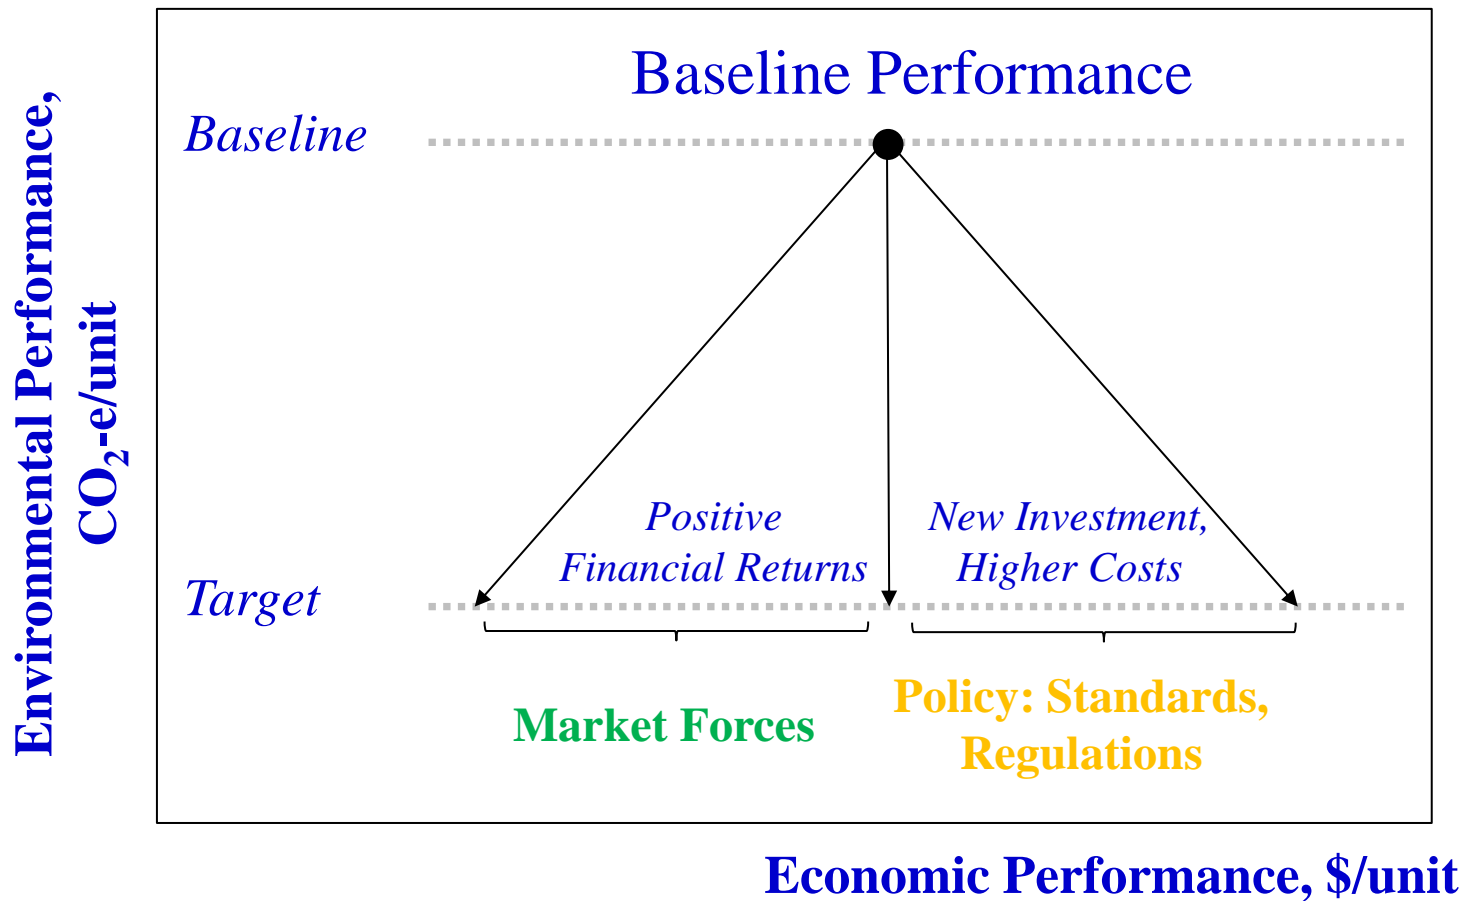 Environmental Performance,
CO₂-e/unit
Baseline Performance
Baseline
Positive
Financial Returns
New Investment,
Higher Costs
Target
Market Forces
Policy: Standards,
Regulations
Economic Performance, $/unit